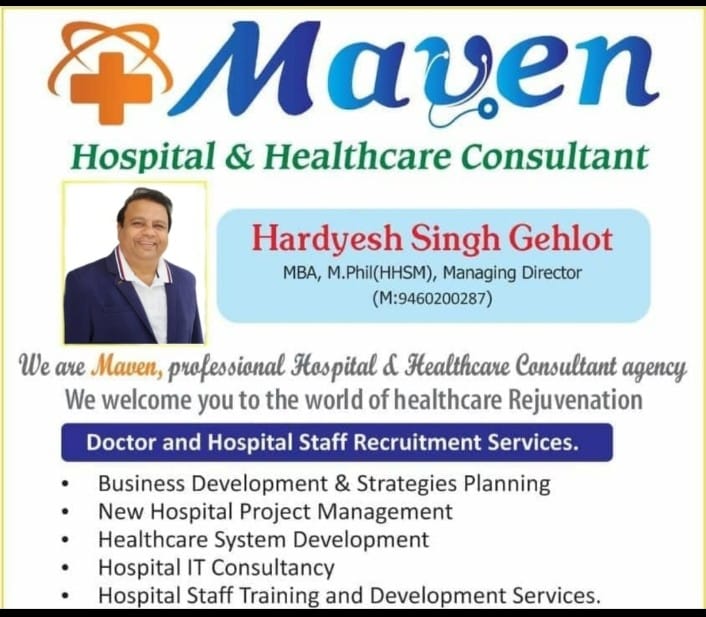 Maven
Hospital & Healthcare Consultant
Hardyesh Singh Gehlot
MBA, M.Phil(HHSM), Managing Director
(M:9460200287)
We are Maven, professional Hospital & Healthcare Consultant agency
We welcome you to the world of healthcare Rejuvenation
Doctor and Hospital Staff Recruitment Services.
• Business Development & Strategies Planning
• New Hospital Project Management
• Healthcare System Development
• Hospital IT Consultancy
• Hospital Staff Training and Development Services.